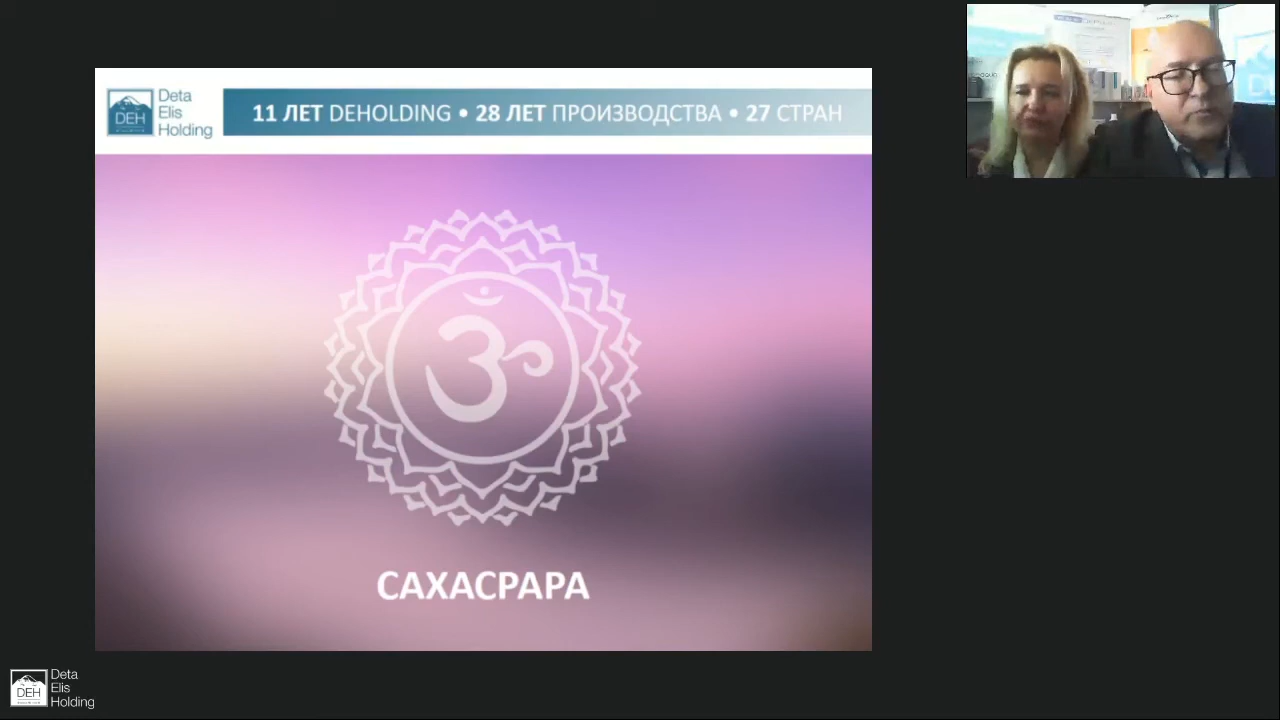 Deta
Elis
Holding
DEH
11 ЛЕТ DEHOLDING • 28 ЛЕТ ПРОИЗВОДСТВА • 27 СТРАН
ॐ
САХАСРАРА
Deta
Elis
Holding
DEH